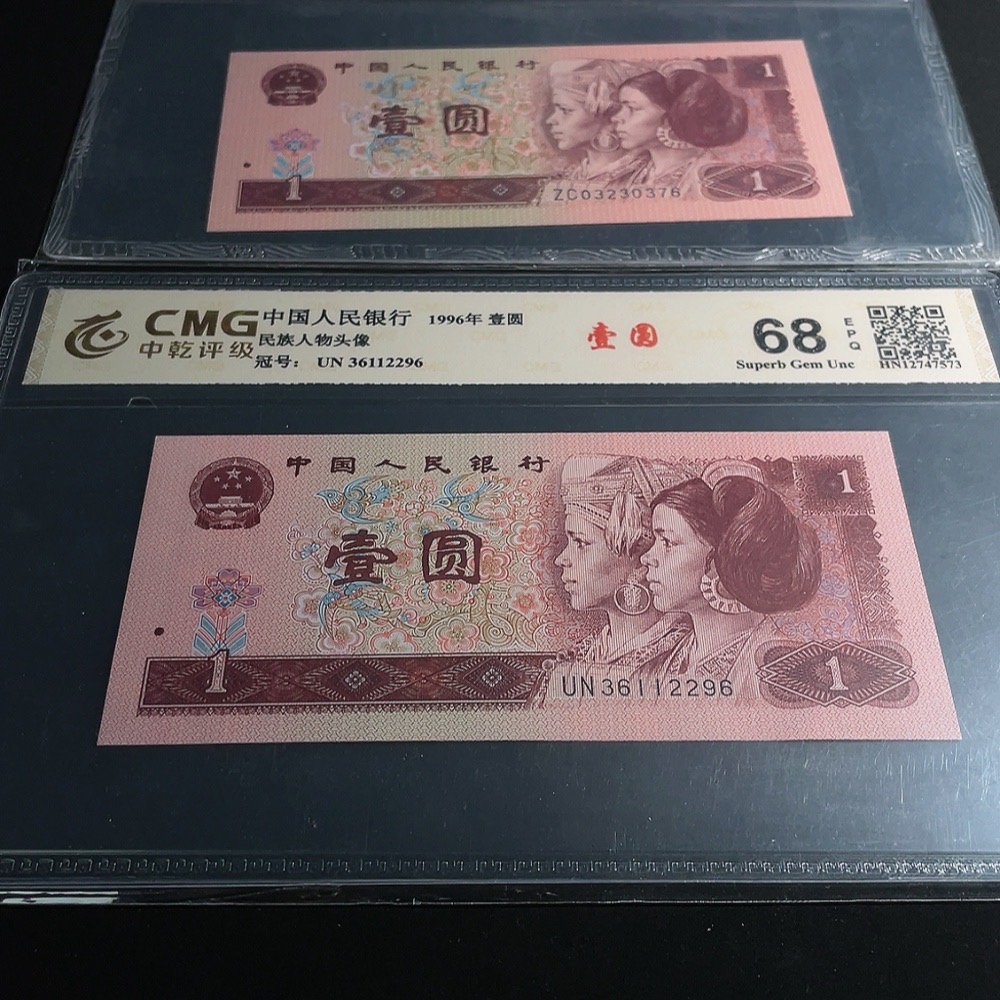 中国人民银行
1
壹圆
1
1
ZC03230376
CMG
中乾评级
中国人民银行 1996年 壹圆
民族人物头像
冠号： UN 36112296
壹圆
68
EPQ
Superb Gem Unc
HN12747573
中国人民银行
1
壹圆
1
1
UN36112296